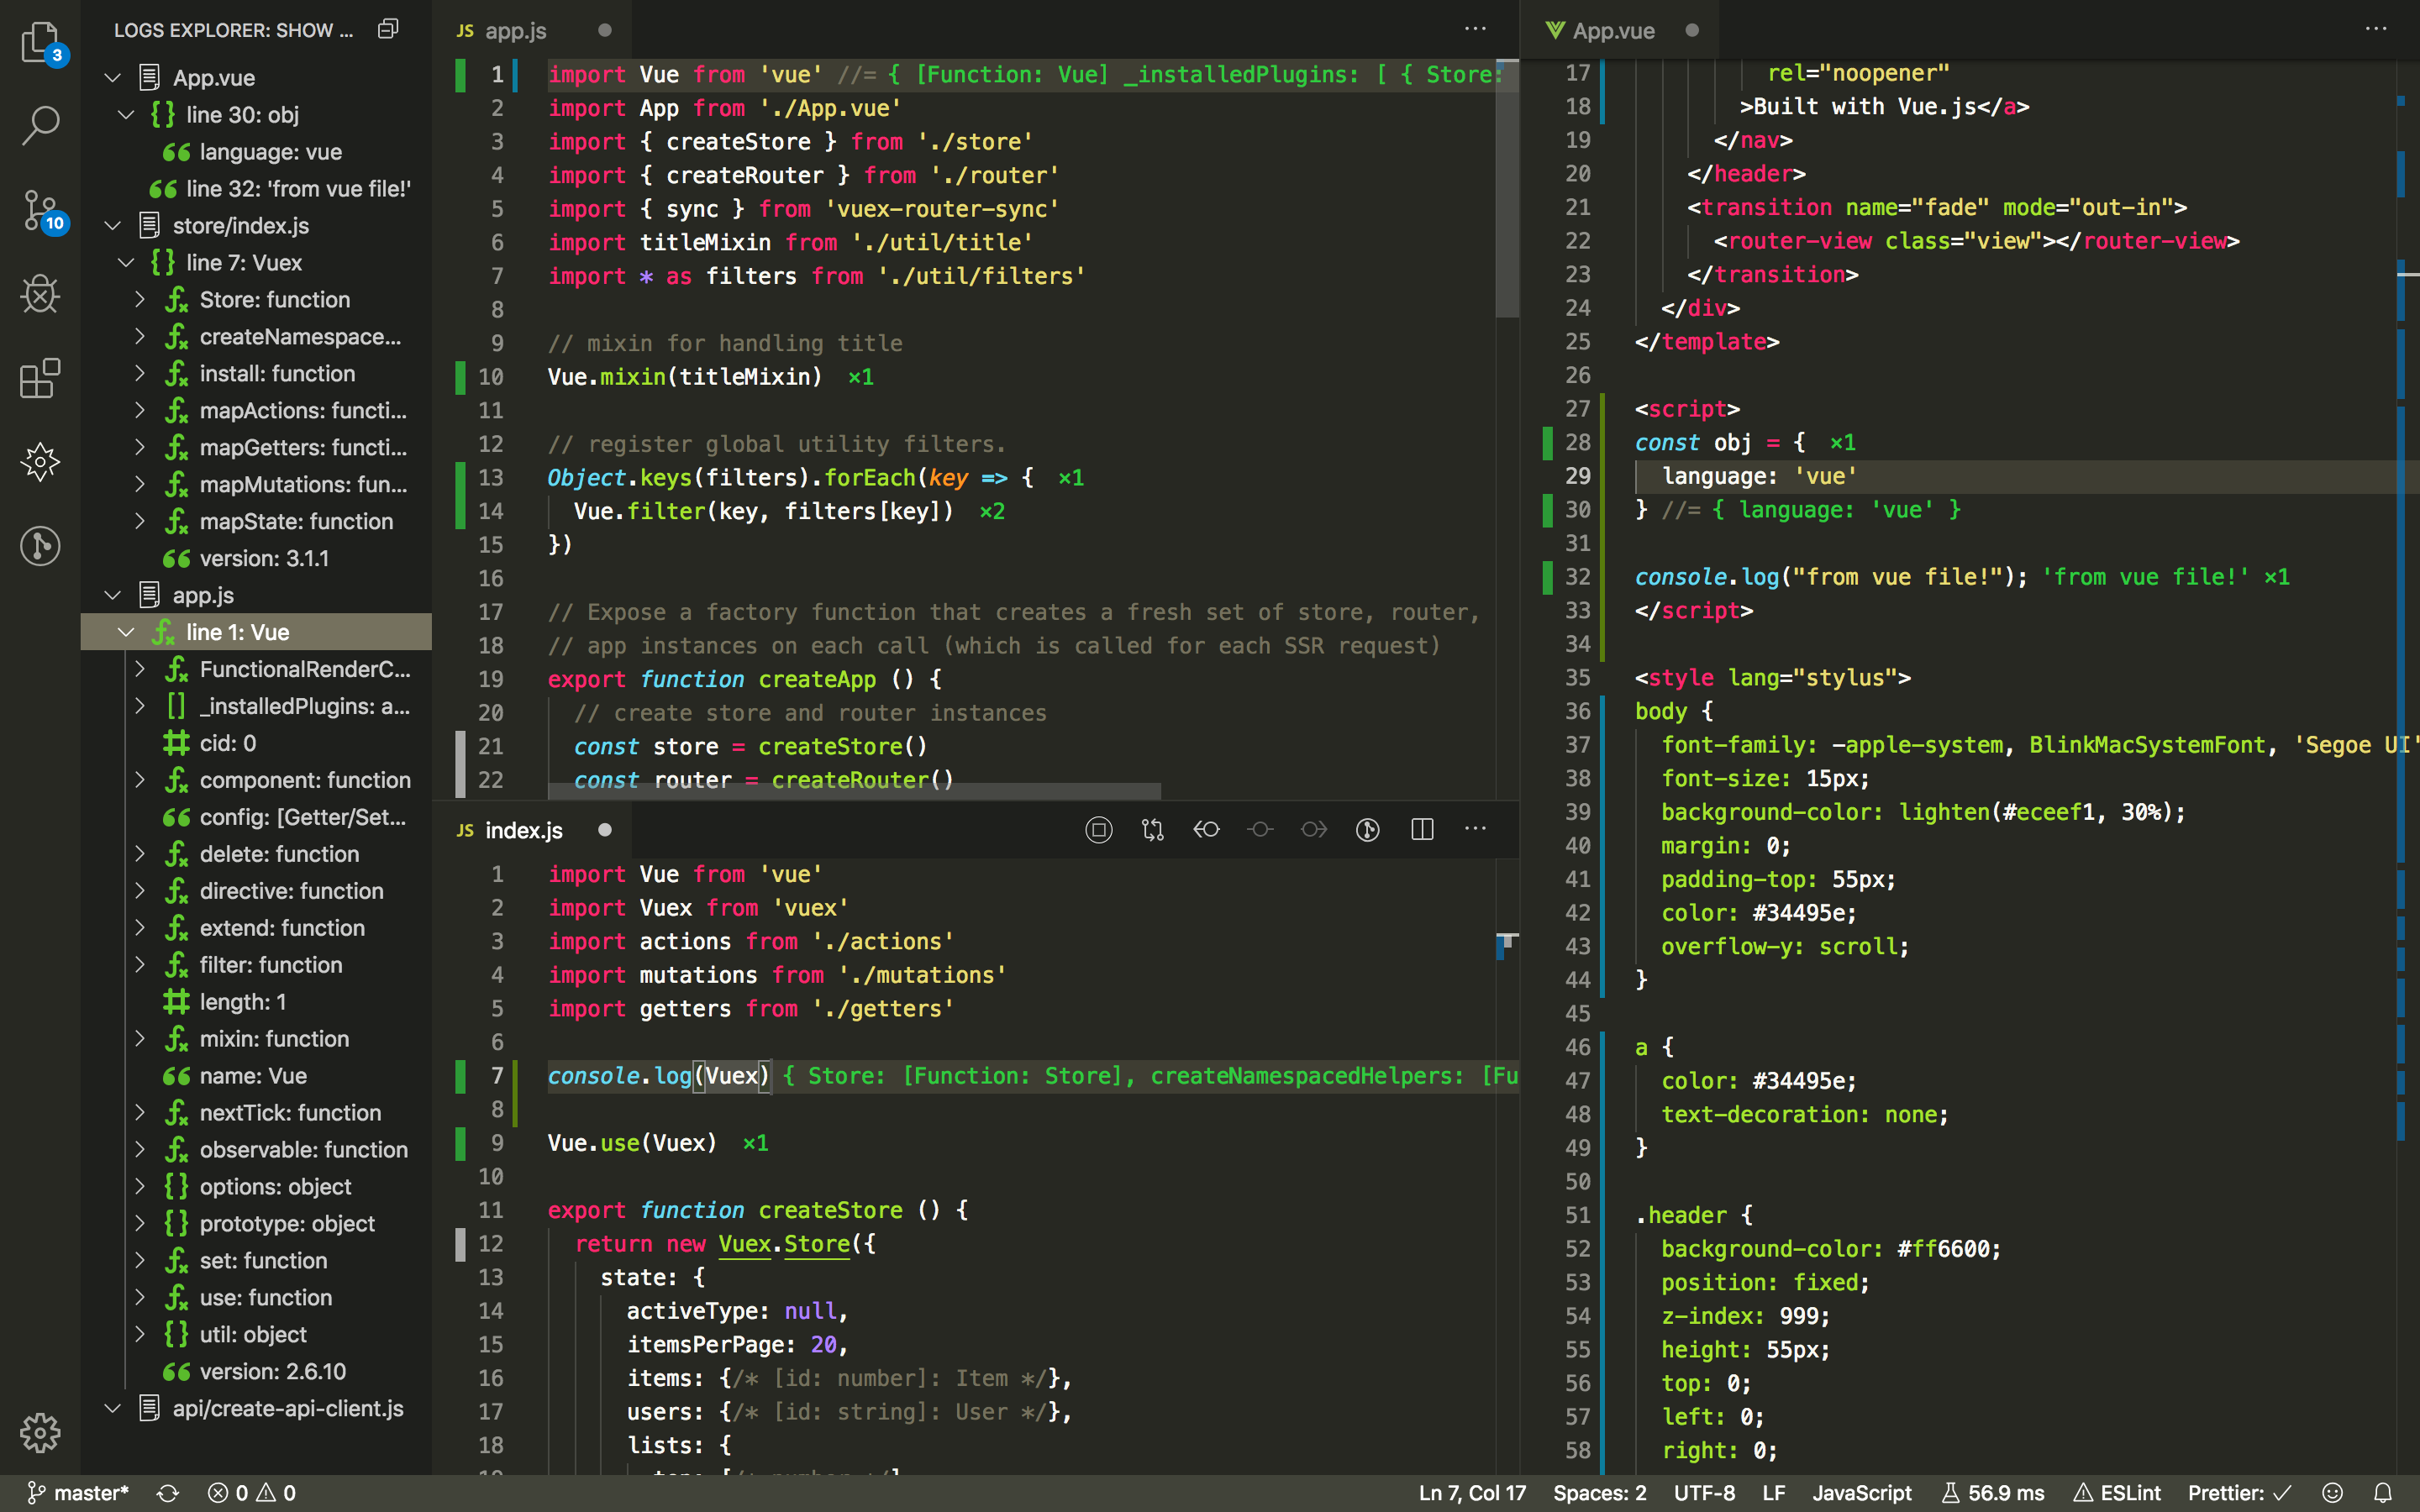 3
10
LOGS EXPLORER: SHOW ...
App.vue
line 30: obj
language: vue
line 32: 'from vue file!'
store/index.js
line 7: Vuex
Store: function
createNamespace...
install: function
mapActions: functi...
mapGetters: functi...
mapMutations: fun...
mapState: function
version: 3.1.1
app.js
line 1: Vue
FunctionalRenderC...
_installedPlugins: a...
cid: 0
component: function
config: [Getter/Set...
delete: function
directive: function
extend: function
filter: function
length: 1
mixin: function
name: Vue
nextTick: function
observable: function
options: object
prototype: object
set: function
use: function
util: object
version: 2.6.10
api/create-api-client.js
JS app.js
1 import Vue from 'vue' //= { [Function: Vue] _installedPlugins: [ { Store:
2 import App from './App.vue'
3 import { createStore } from './store'
4 import { createRouter } from './router'
5 import { sync } from 'vuex-router-sync'
6 import titleMixin from './util/title'
7 import * as filters from './util/filters'
8
9 // mixin for handling title
10 Vue.mixin(titleMixin) ×1
11
12 // register global utility filters.
13 Object.keys(filters).forEach(key => { ×1
14 Vue.filter(key, filters[key]) ×2
15 })
16
17 // Expose a factory function that creates a fresh set of store, router,
18 // app instances on each call (which is called for each SSR request)
19 export function createApp () {
20 // create store and router instances
21 const store = createStore()
22 const router = createRouter()
JS index.js
1 import Vue from 'vue'
2 import Vuex from 'vuex'
3 import actions from './actions'
4 import mutations from './mutations'
5 import getters from './getters'
6
7 console.log(Vuex) { Store: [Function: Store], createNamespacedHelpers: [Fu
8
9 Vue.use(Vuex) ×1
10
11 export function createStore () {
12 return new Vuex.Store({
13 state: {
14 activeType: null,
15 itemsPerPage: 20,
16 items: {/* [id: number]: Item */},
17 users: {/* [id: string]: User */},
18 lists: {
App.vue
17 rel="noopener"
18 >Built with Vue.js</a>
19 </nav>
20 </header>
21 <transition name="fade" mode="out-in">
22 <router-view class="view"></router-view>
23 </transition>
24 </div>
25 </template>
26
27 <script>
28 const obj = { ×1
29 language: 'vue'
30 } //= { language: 'vue' }
31
32 console.log("from vue file!"); 'from vue file!' ×1
33 </script>
34
35 <style lang="stylus">
36 body {
37 font-family: -apple-system, BlinkMacSystemFont, 'Segoe UI'
38 font-size: 15px;
39 background-color: lighten(#eceef1, 30%);
40 margin: 0;
41 padding-top: 55px;
42 color: #34495e;
43 overflow-y: scroll;
44 }
45
46 a {
47 color: #34495e;
48 text-decoration: none;
49 }
50
51 .header {
52 background-color: #ff6600;
53 position: fixed;
54 z-index: 999;
55 height: 55px;
56 top: 0;
57 left: 0;
58 right: 0;
master* 0 0 Ln 7, Col 17 Spaces: 2 UTF-8 LF JavaScript 56.9 ms ESLint Prettier: ✓